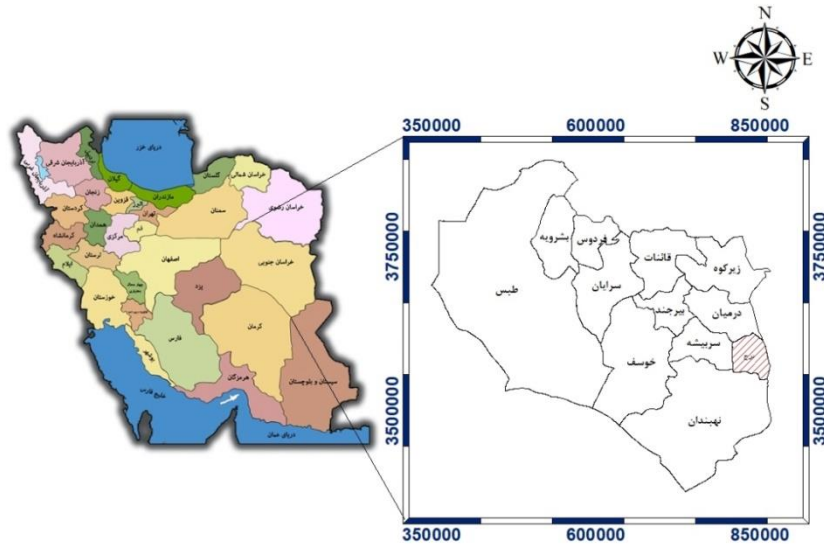 N
W E
S
350000 600000 850000
دریای خزر
آذربایجان شرقی
گیلان
گلستان
خراسان شمالی
مازندران
زنجان
قزوین
تهران
سمنان
خراسان رضوی
کردستان
همدان
مرکزی
قم
کرمانشاه
لرستان
ایلام
اصفهان
خراسان جنوبی
خوزستان
یزد
فارس
کرمان
بوشهر
هرمزگان
سیستان و بلوچستان
خلیج فارس
دریای عمان
3750000
3750000
3500000
3500000
طبس
بشرویه
فردوس
سرایان
قائنات
زیرکوه
بیرجند
درمیان
خوسف
سربیشه
نهبندان
350000 600000 850000